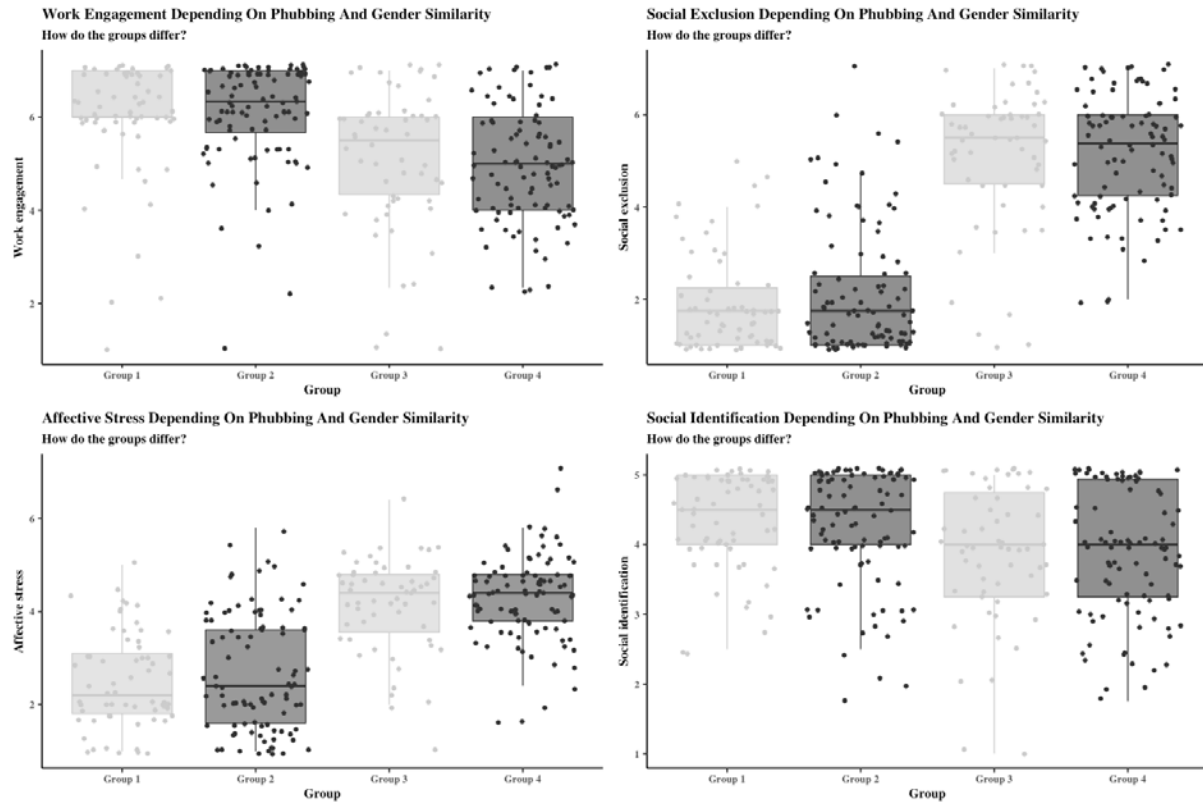 Work Engagement Depending On Phubbing And Gender Similarity
How do the groups differ?
Work engagement
6
4
2
Group 1 Group 2 Group 3 Group 4
Group
Social Exclusion Depending On Phubbing And Gender Similarity
How do the groups differ?
Social exclusion
6
4
2
Group 1 Group 2 Group 3 Group 4
Group
Affective Stress Depending On Phubbing And Gender Similarity
How do the groups differ?
Affective stress
6
4
2
Group 1 Group 2 Group 3 Group 4
Group
Social Identification Depending On Phubbing And Gender Similarity
How do the groups differ?
Social identification
5
4
3
2
1
Group 1 Group 2 Group 3 Group 4
Group